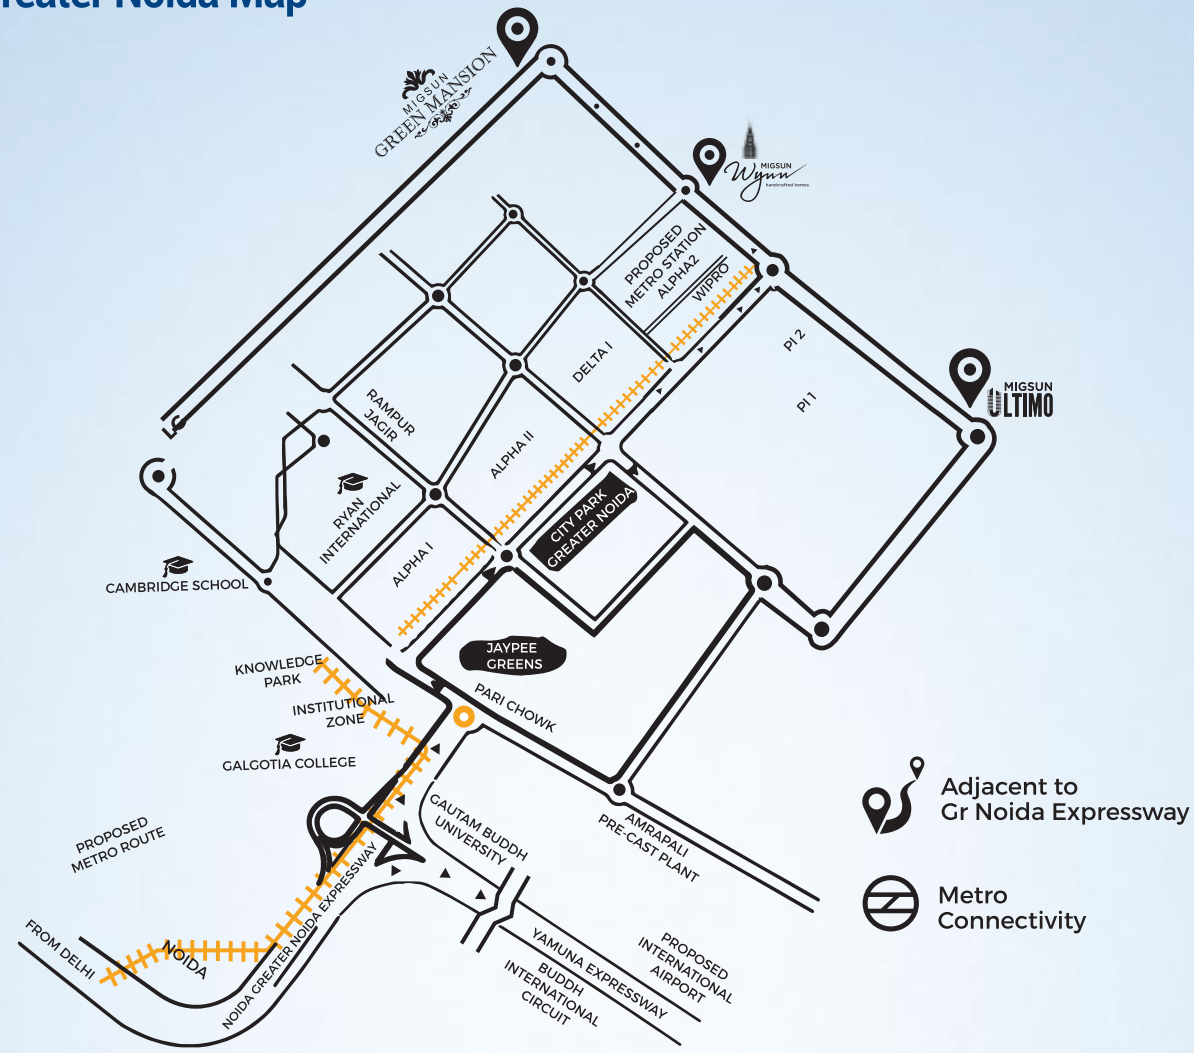 reater Noida Map
MIGSUN
GREEN MANSION
MIGSUN
Wynn
handcrafted homes
PROPOSED
METRO STATION
ALPHA2
WIPRO
PI 2
PI 1
MIGSUN
ULTIMO
DELTA I
RAMPUR
JAGIR
ALPHA II
RYAN
INTERNATIONAL
CITY PARK
GREATER NOIDA
ALPHA I
CAMBRIDGE SCHOOL
JAYPEE
GREENS
KNOWLEDGE
PARK
PARI CHOWK
INSTITUTIONAL
ZONE
GALGOTIA COLLEGE
Adjacent to
Gr Noida Expressway
GAUTAM BUDDH
UNIVERSITY
AMRAPALI
PRE-CAST PLANT
PROPOSED
METRO ROUTE
Metro
Connectivity
FROM DELHI
NOIDA
NOIDA GREATER NOIDA EXPRESSWAY
YAMUNA EXPRESSWAY
BUDDH
INTERNATIONAL
CIRCUIT
PROPOSED
INTERNATIONAL
AIRPORT